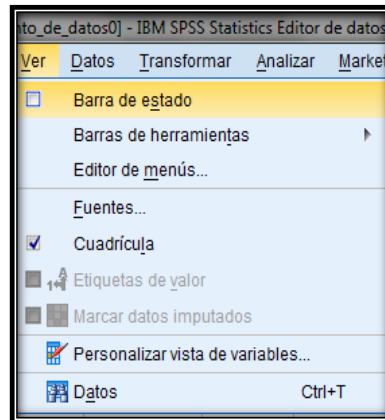 to_de_datos0] - IBM SPSS Statistics Editor de datos
Ver Datos Transformar Analizar Market
Barra de estado
Barras de herramientas
Editor de menús...
Fuentes...
Cuadrícula
Etiquetas de valor
Marcar datos imputados
Personalizar vista de variables...
Datos Ctrl+T